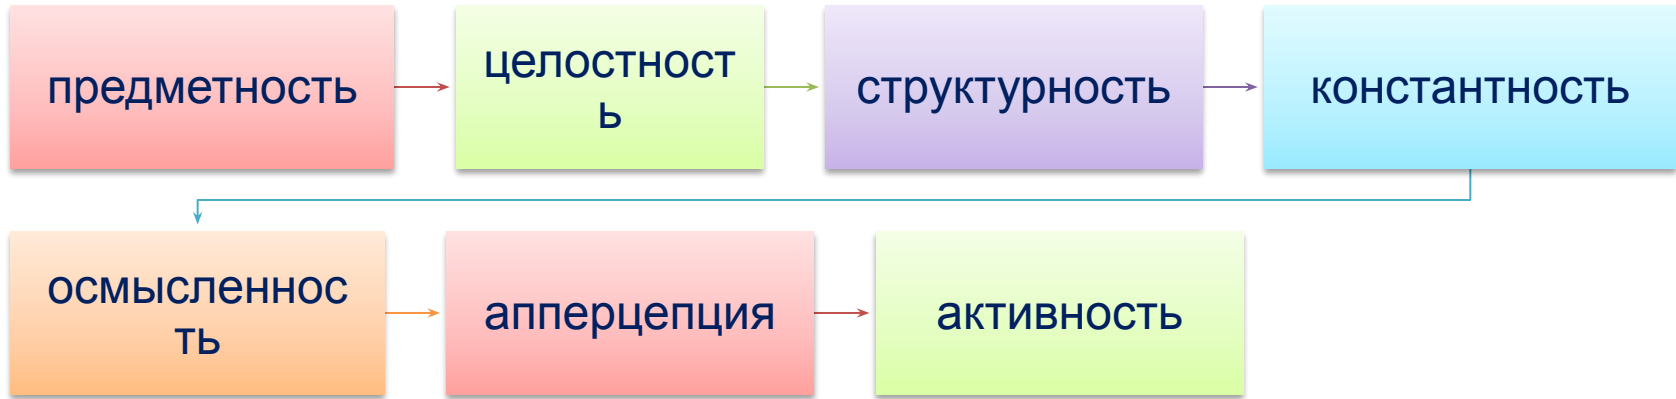 предметность
целостност
ь
структурность
константность
осмысленнос
ть
апперцепция
активность